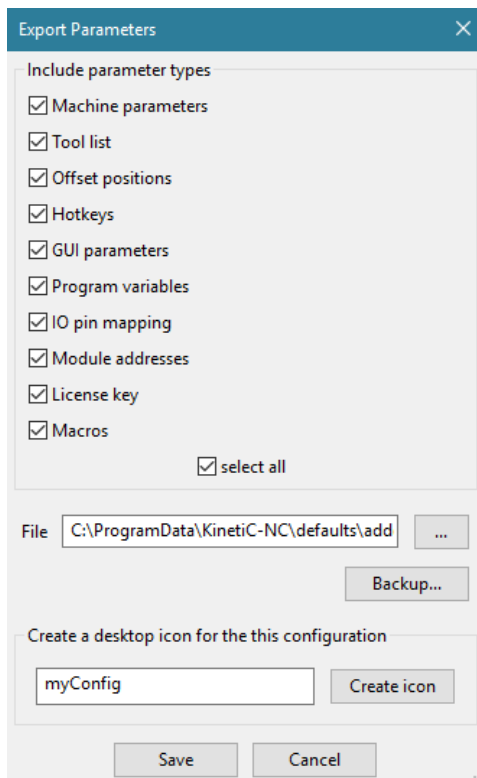 Export Parameters
Include parameter types
Machine parameters
Tool list
Offset positions
Hotkeys
GUI parameters
Program variables
IO pin mapping
Module addresses
License key
Macros
select all
File C:\ProgramData\KinetiC-NC\defaults\add ...
Backup...
Create a desktop icon for the this configuration
myConfig Create icon
Save Cancel